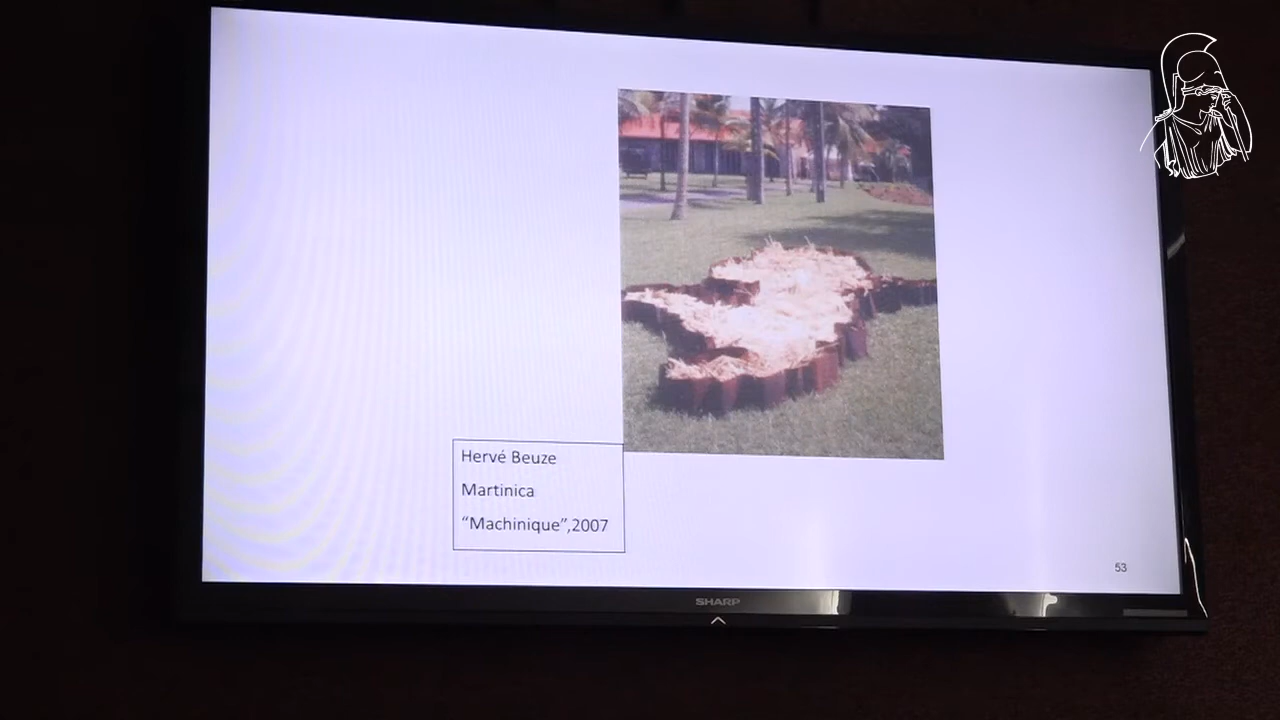 Hervé Beuze
Martinica
“Machinique”,2007
53
SHARP